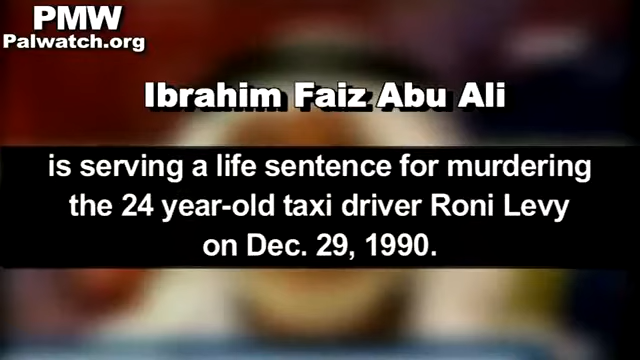 PMW
Palwatch.org
Ibrahim Faiz Abu Ali
is serving a life sentence for murdering
the 24 year-old taxi driver Roni Levy
on Dec. 29, 1990.